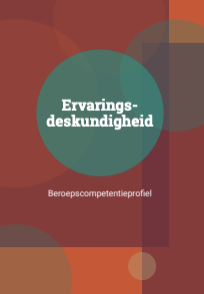 Ervarings-
deskundigheid
Beroepscompetentieprofiel